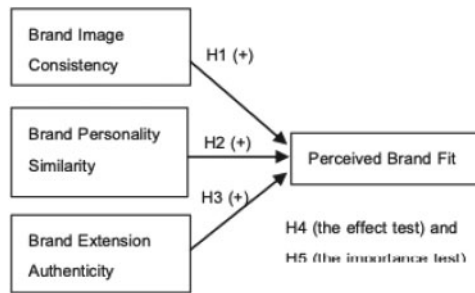 Brand Image
Consistency
H1 (+)
Brand Personality
Similarity
H2 (+)
Perceived Brand Fit
H3 (+)
Brand Extension
Authenticity
H4 (the effect test) and
H5 (the importance test)